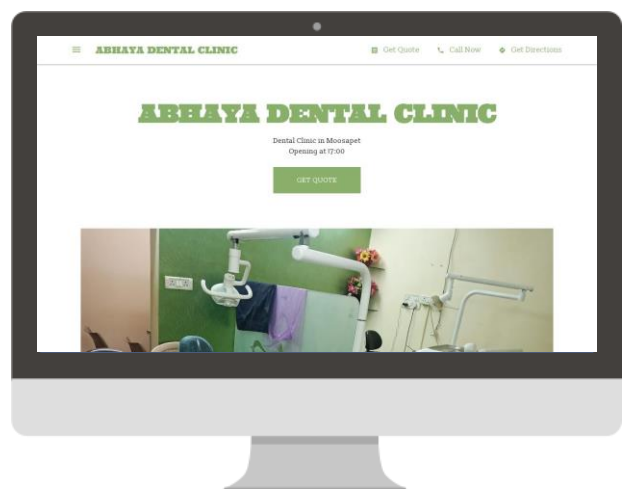 ABHAYA DENTAL CLINIC
Get Quote
Call Now
Get Directions
ABHAYA DENTAL CLINIC
Dental Clinic in Moosapet
Opening at 17:00
GET QUOTE